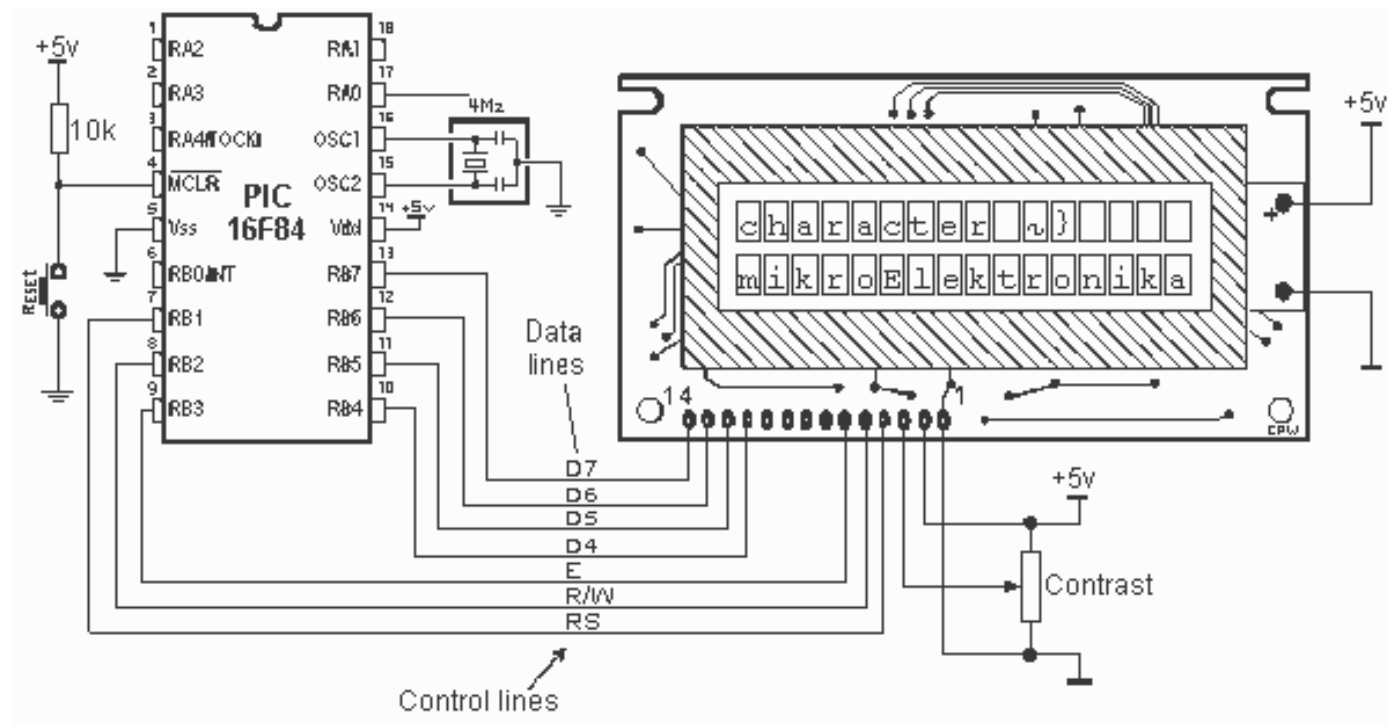 +5v
10k
RESET
1
RA2
2
RA3
3
RA4/TOCKI
4
MCLR
5
Vss
6
RB0/INT
7
RB1
8
RB2
9
RB3
PIC
16F84
18
RA1
17
RA0
16
OSC1
15
OSC2
14
Vdd
13
RB7
12
RB6
11
RB5
10
RB4
4Mz
+5v
Data
lines
D7
D6
D5
D4
E
R/W
RS
Control lines
character ~}
mikroElektronika
14
1
CPW
+5v
+
+5v
Contrast